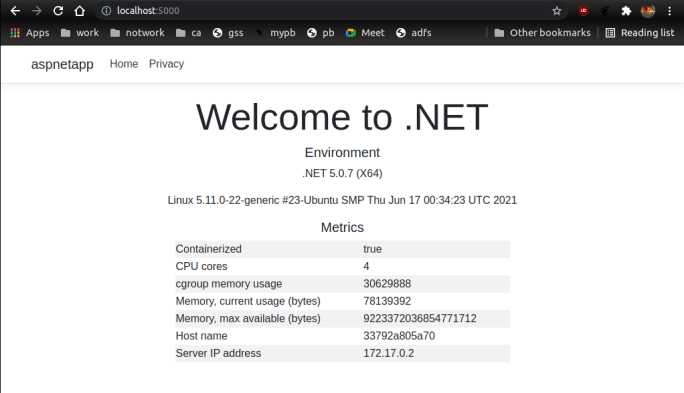 localhost:5000
Apps work notwork ca gss mypb pb Meet adfs Other bookmarks Reading list
aspnetapp Home Privacy
Welcome to .NET
Environment
.NET 5.0.7 (X64)
Linux 5.11.0-22-generic #23-Ubuntu SMP Thu Jun 17 00:34:23 UTC 2021
Metrics
Containerized true
CPU cores 4
cgroup memory usage 30629888
Memory, current usage (bytes) 78139392
Memory, max available (bytes) 9223372036854771712
Host name 33792a805a70
Server IP address 172.17.0.2